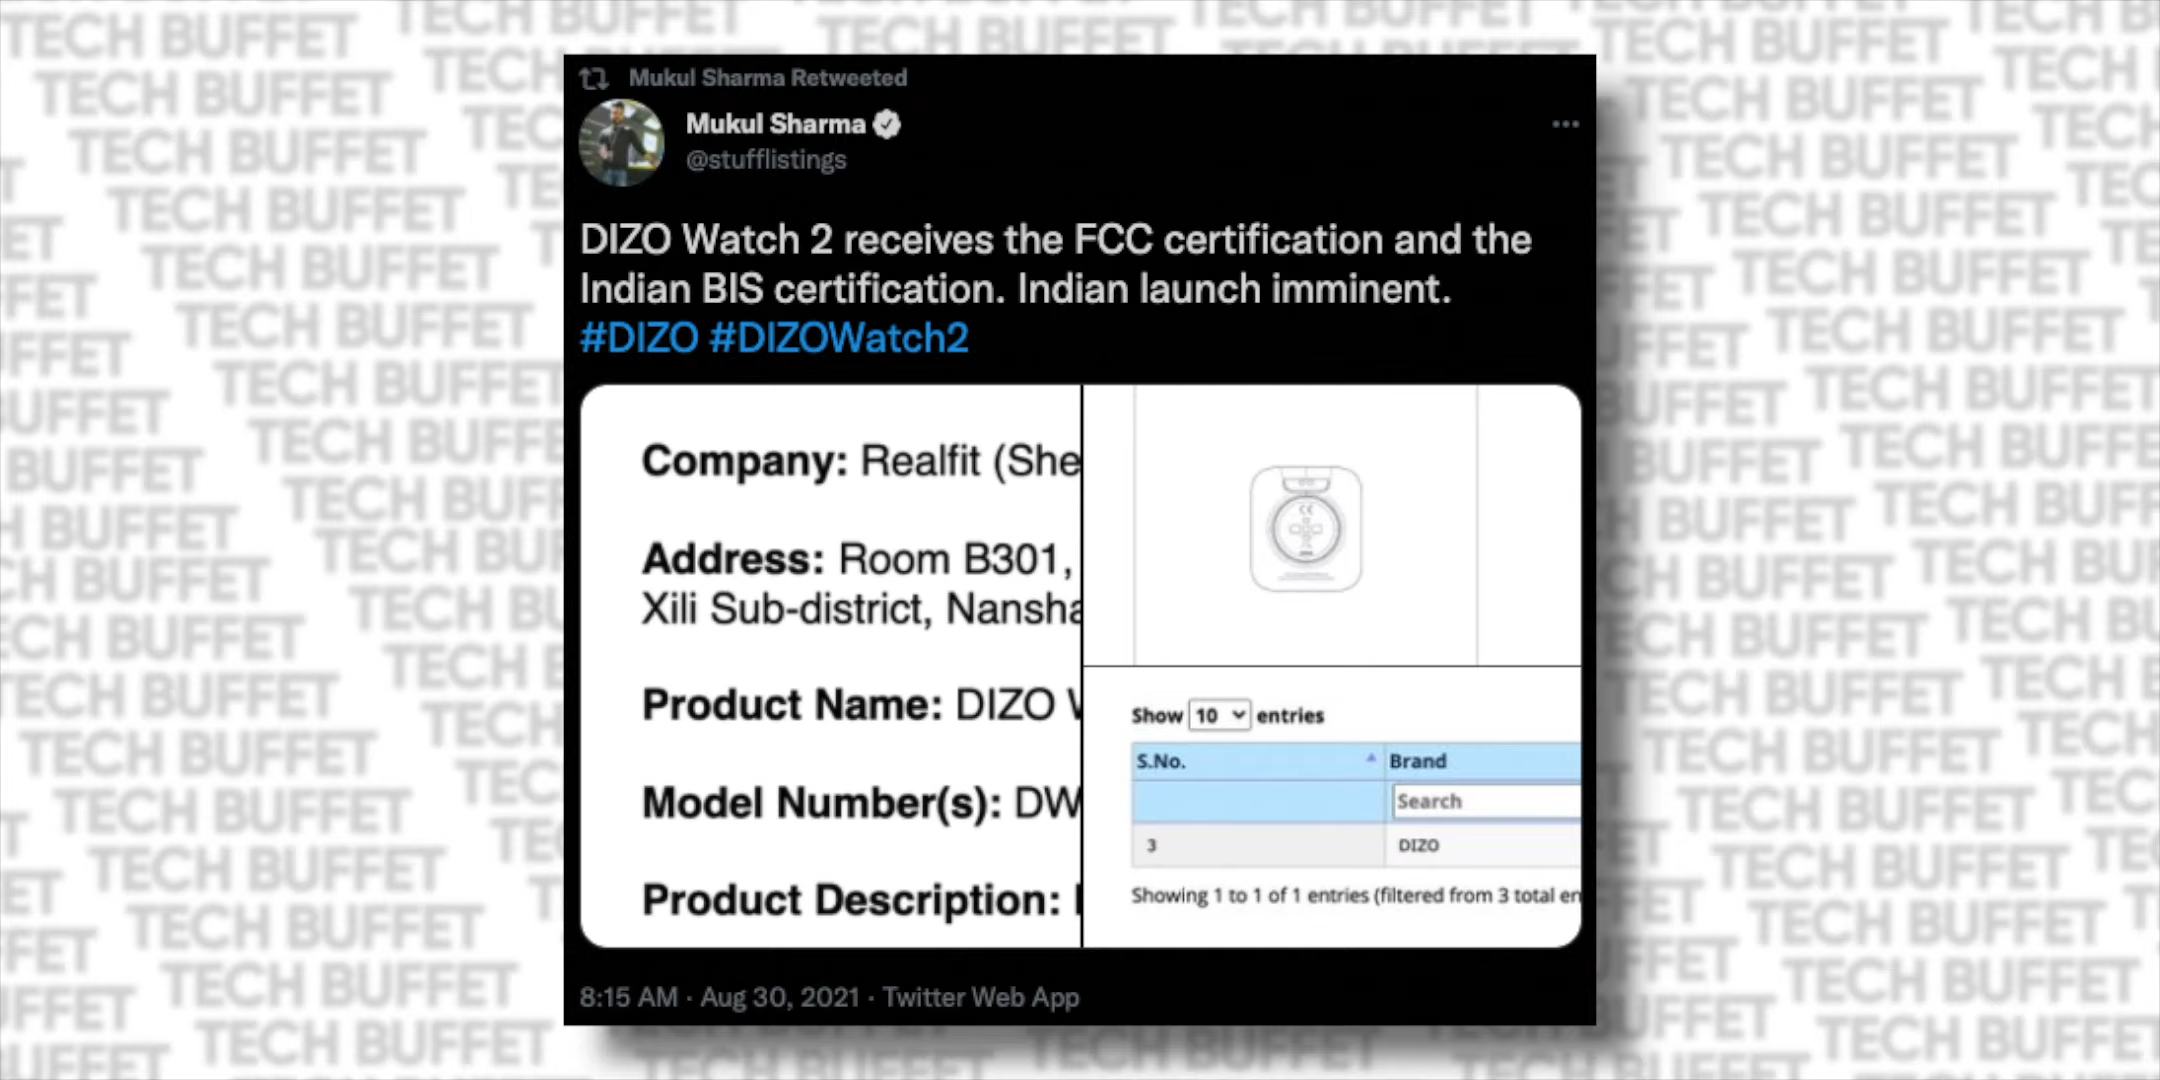 Mukul Sharma Retweeted
Mukul Sharma
@stufflistings
DIZO Watch 2 receives the FCC certification and the
Indian BIS certification. Indian launch imminent.
#DIZO #DIZOWatch2
Company: Realfit (She
Address: Room B301,
Xili Sub-district, Nansha
Product Name: DIZO
Model Number(s): DW
Product Description:
Show 10 entries
S.No. Brand
Search
3 DIZO
Showing 1 to 1 of 1 entries (filtered from 3 total en
8:15 AM · Aug 30, 2021 · Twitter Web App
TECH BUFFET